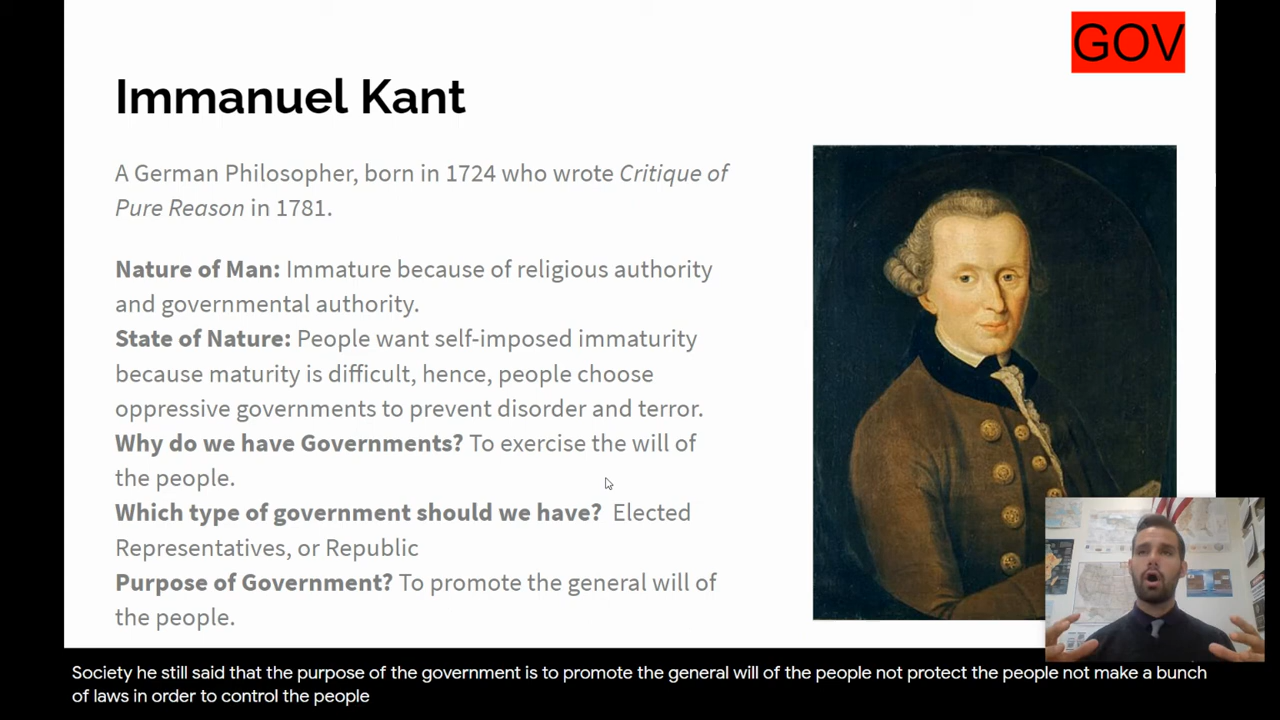 GOV
Immanuel Kant
A German Philosopher, born in 1724 who wrote Critique of
Pure Reason in 1781.
Nature of Man: Immature because of religious authority
and governmental authority.
State of Nature: People want self-imposed immaturity
because maturity is difficult, hence, people choose
oppressive governments to prevent disorder and terror.
Why do we have Governments? To exercise the will of
the people.
Which type of government should we have? Elected
Representatives, or Republic
Purpose of Government? To promote the general will of
the people.
Society he still said that the purpose of the government is to promote the general will of the people not protect the people not make a bunch
of laws in order to control the people